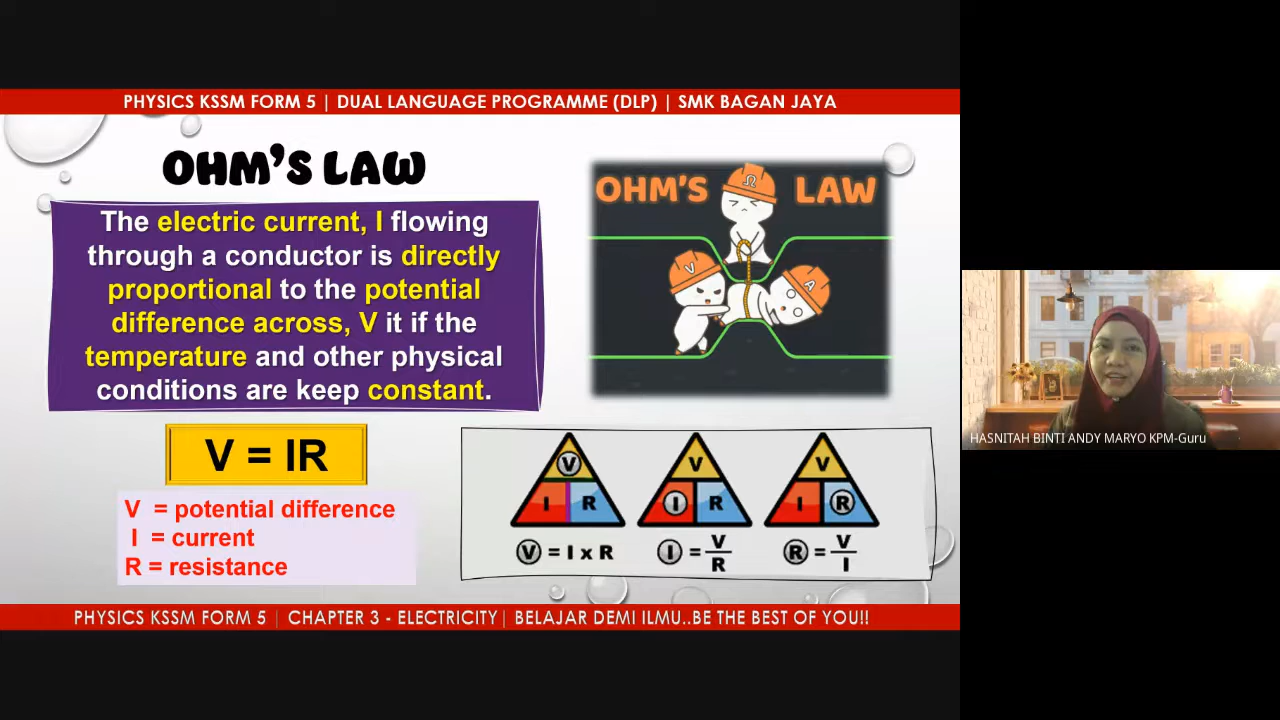 PHYSICS KSSM FORM 5 | DUAL LANGUAGE PROGRAMME (DLP) | SMK BAGAN JAYA
OHM'S LAW
The electric current, I flowing
through a conductor is directly
proportional to the potential
difference across, V it if the
temperature and other physical
conditions are keep constant.
OHM'S LAW
Ω
V
A
V = IR
V = potential difference
I = current
R = resistance
V
I R
V = I x R
V
I R
I = V/R
V
I R
R = V/I
HASNITAH BINTI ANDY MARYO KPM-Guru
PHYSICS KSSM FORM 5 | CHAPTER 3 - ELECTRICITY | BELAJAR DEMI ILMU..BE THE BEST OF YOU!!